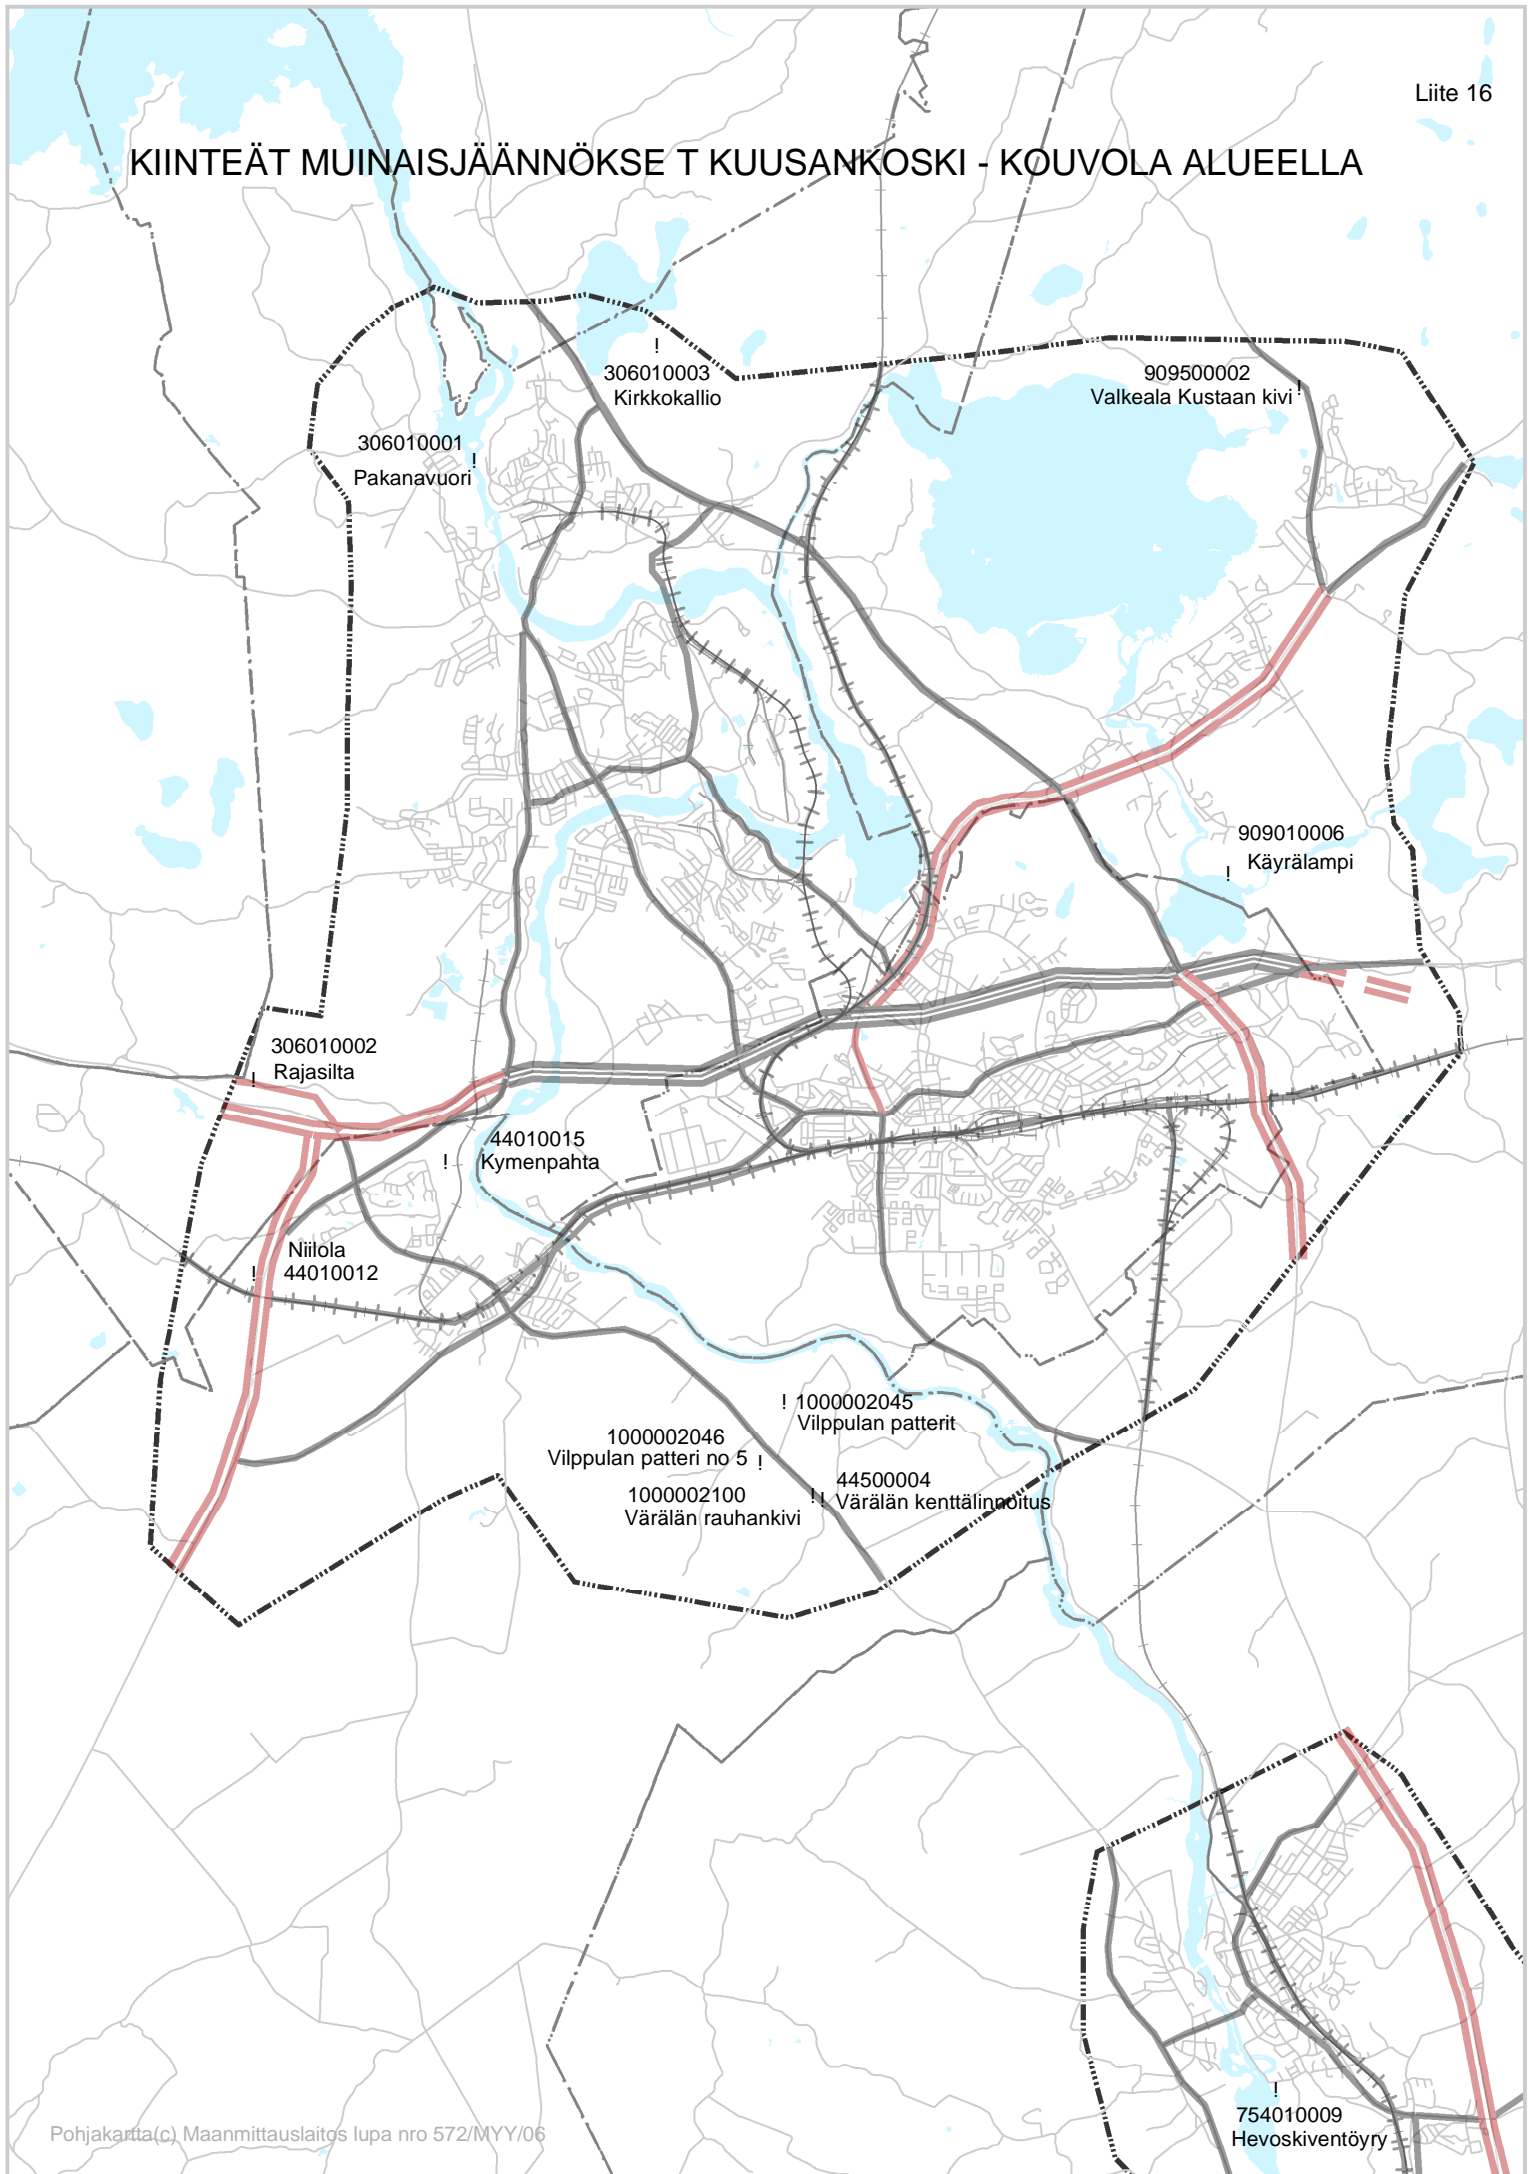 Liite 16
KIINTEÄT MUINAISJÄÄNNÖKSE T KUUSANKOSKI - KOUVOLA ALUEELLA
!
306010003
Kirkkokallio
909500002
Valkeala Kustaan kivi !
306010001
Pakanavuori !
909010006
! Käyrälampi
306010002
! Rajasilta
44010015
! Kymenpahta
Niilola
! 44010012
! 1000002045
Vilppulan patterit
1000002046
Vilppulan patteri no 5 !
1000002100
Värälän rauhankivi
!! 44500004
Värälän kenttälinnoitus
!
754010009
Hevoskiventöyry
Pohjakartta(c) Maanmittauslaitos lupa nro 572/MYY/06